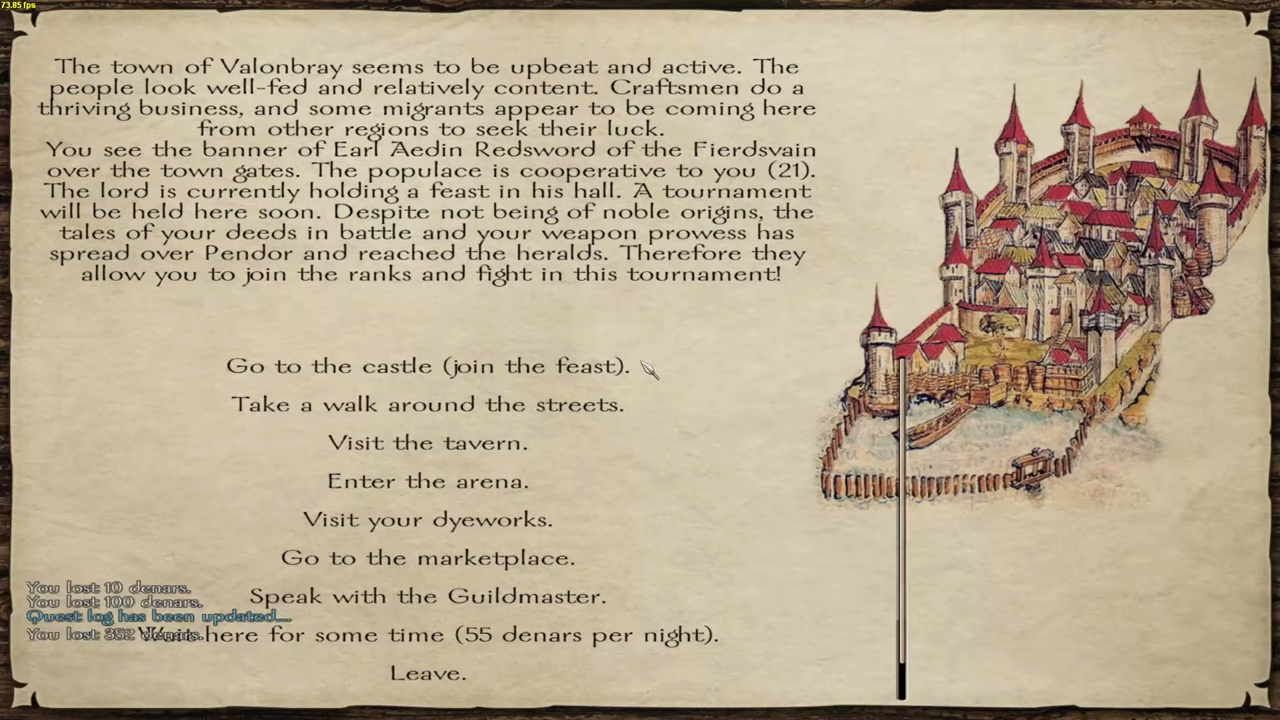 73.85 fps
The town of Valonbray seems to be upbeat and active. The
people look well-fed and relatively content. Craftsmen do a
thriving business, and some migrants appear to be coming here
from other regions to seek their luck.
You see the banner of Earl Aedin Redsword of the Fierdsvain
over the town gates. The populace is cooperative to you (21).
The lord is currently holding a feast in his hall. A tournament
will be held here soon. Despite not being of noble origins, the
tales of your deeds in battle and your weapon prowess has
spread over Pendor and reached the heralds. Therefore they
allow you to join the ranks and fight in this tournament!
Go to the castle (join the feast).
Take a walk around the streets.
Visit the tavern.
Enter the arena.
Visit your dyeworks.
Go to the marketplace.
Speak with the Guildmaster.
Wait here for some time (55 denars per night).
Leave.
You lost 10 denars.
You lost 100 denars.
Quest log has been updated....
You lost 352 denars.